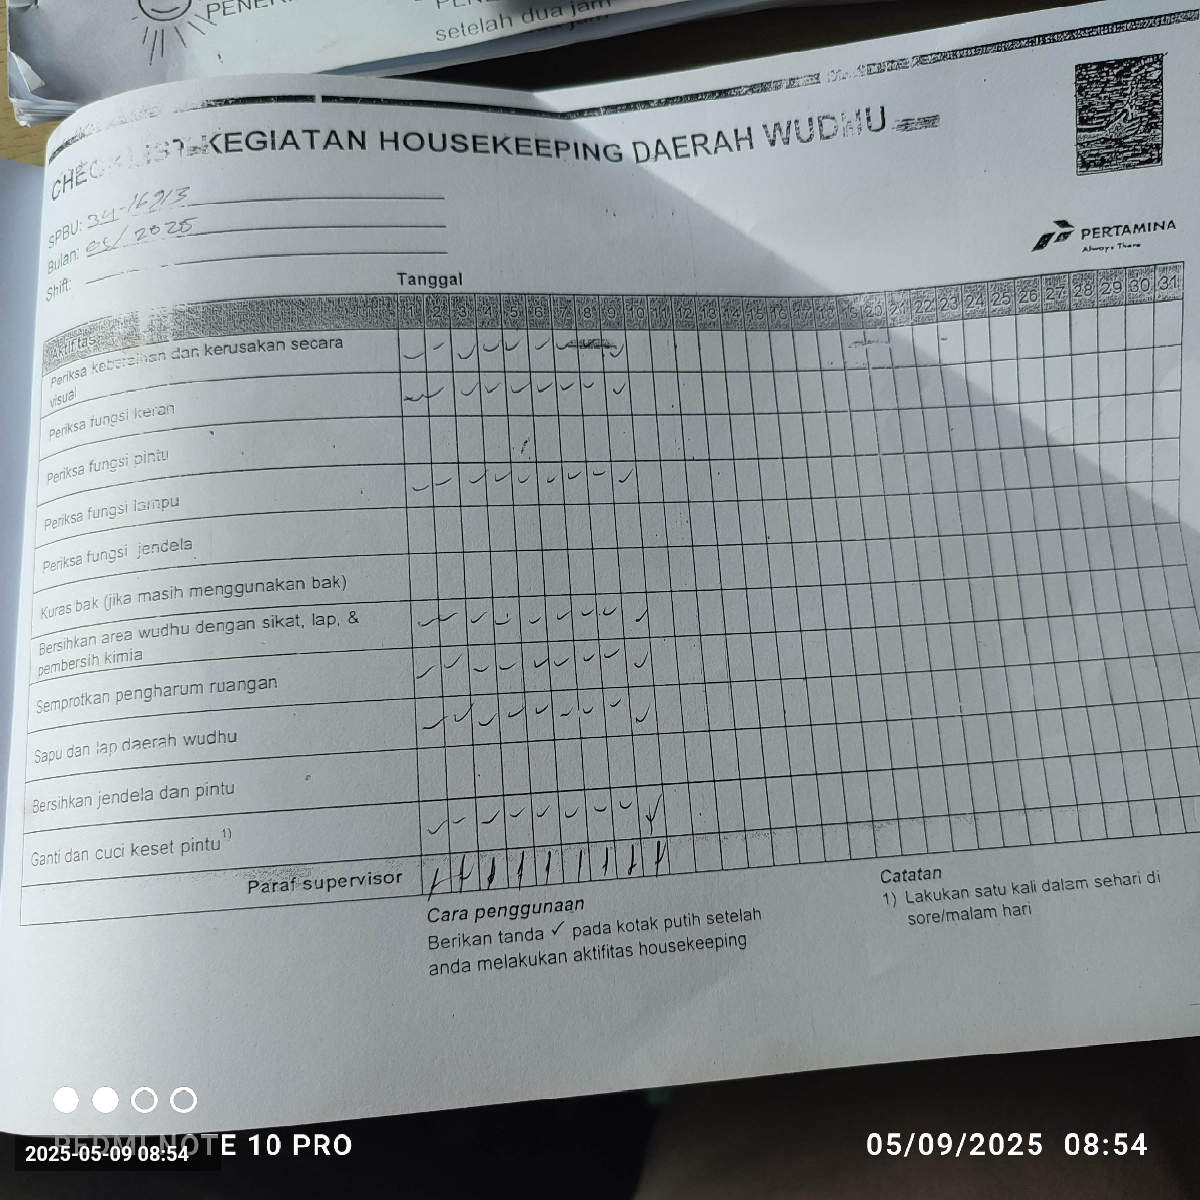 setelah dua jam
CHECKLIST KEGIATAN HOUSEKEEPING DAERAH WUDHU
SPBU: 34-16913
Bulan: 05/2025
Shift:
PERTAMINA
Always There
Tanggal
Aktifitas 1 2 3 4 5 6 7 8 9 10 11 12 13 14 15 16 17 18 19 20 21 22 23 24 25 26 27 28 29 30 31
Periksa kebersihan dan kerusakan secara
visual
Periksa fungsi keran
Periksa fungsi pintu
Periksa fungsi lampu
Periksa fungsi jendela
Kuras bak (jika masih menggunakan bak)
Bersihkan area wudhu dengan sikat, lap, &
pembersih kimia
Semprotkan pengharum ruangan
Sapu dan lap daerah wudhu
Bersihkan jendela dan pintu
Ganti dan cuci keset pintu 1)
Paraf supervisor
Cara penggunaan
Berikan tanda ✓ pada kotak putih setelah
anda melakukan aktifitas housekeeping
Catatan
1) Lakukan satu kali dalam sehari di
sore/malam hari
REDMI NOTE 10 PRO
2025-05-09 08:54
05/09/2025 08:54